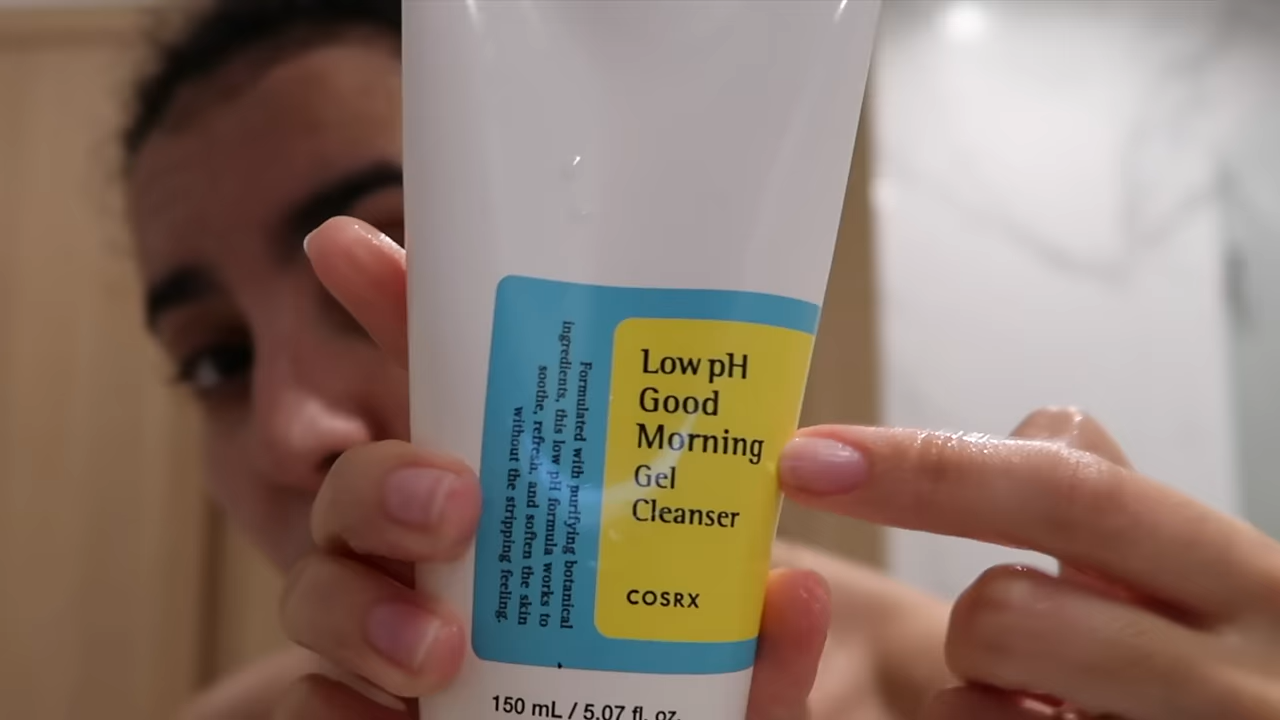 Low pH
Good
Morning
Gel
Cleanser
COSRX
Formulated with purifying botanical
ingredients, this low pH formula works to
soothe, refresh, and soften the skin
without the stripping feeling.
150 mL / 5.07 fl. oz.